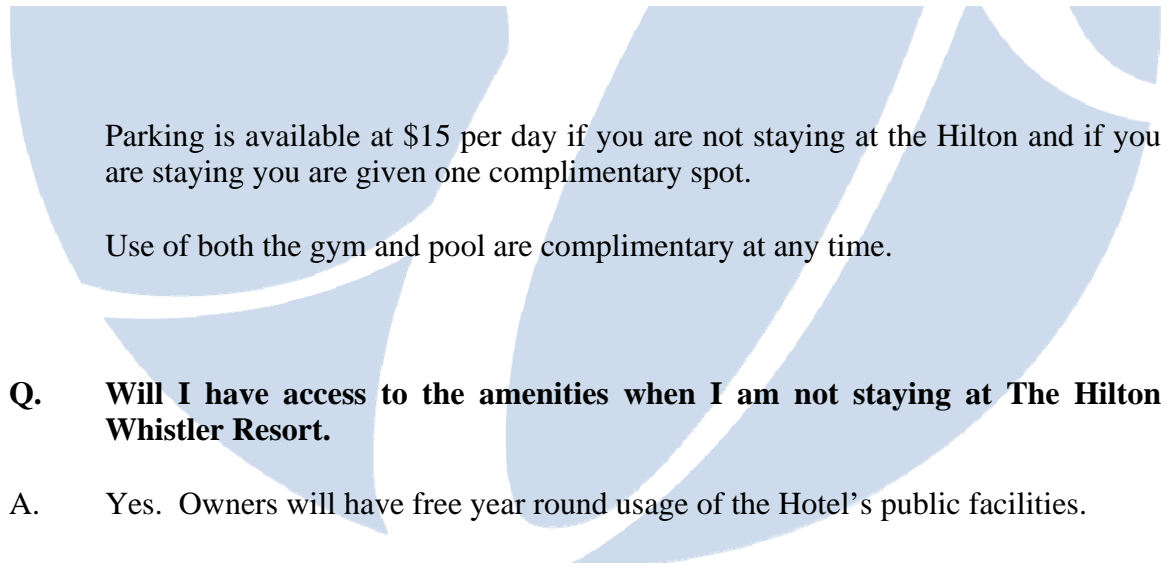 Parking is available at $15 per day if you are not staying at the Hilton and if you
are staying you are given one complimentary spot.
Use of both the gym and pool are complimentary at any time.
Q. Will I have access to the amenities when I am not staying at The Hilton
Whistler Resort.
A. Yes. Owners will have free year round usage of the Hotel's public facilities.